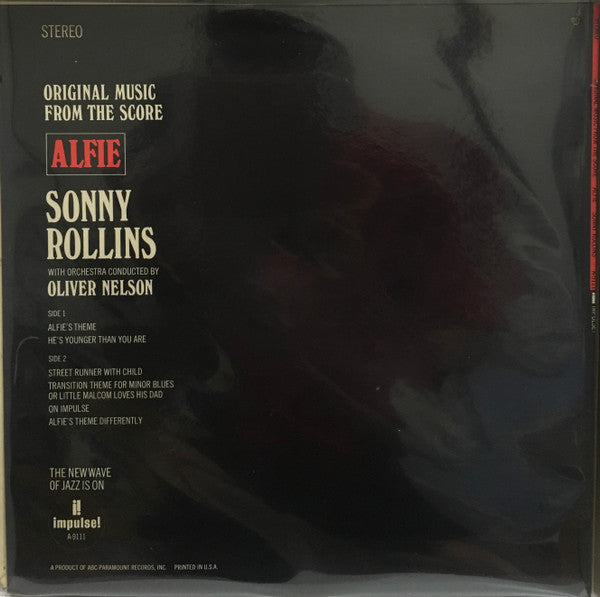 STEREO
ORIGINAL MUSIC
FROM THE SCORE
ALFIE
SONNY
ROLLINS
WITH ORCHESTRA CONDUCTED BY
OLIVER NELSON
SIDE 1
ALFIE'S THEME
HE'S YOUNGER THAN YOU ARE
SIDE 2
STREET RUNNER WITH CHILD
TRANSITION THEME FOR MINOR BLUES
OR LITTLE MALCOM LOVES HIS DAD
ON IMPULSE
ALFIE'S THEME DIFFERENTLY
THE NEW WAVE
OF JAZZ IS ON
i!
impulse!
A-9111
A PRODUCT OF ABC-PARAMOUNT RECORDS, INC. PRINTED IN U.S.A.